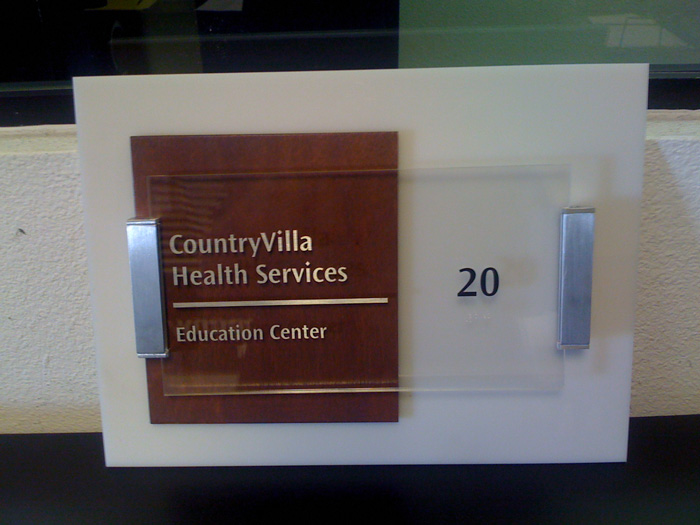 CountryVilla
Health Services
Education Center
20